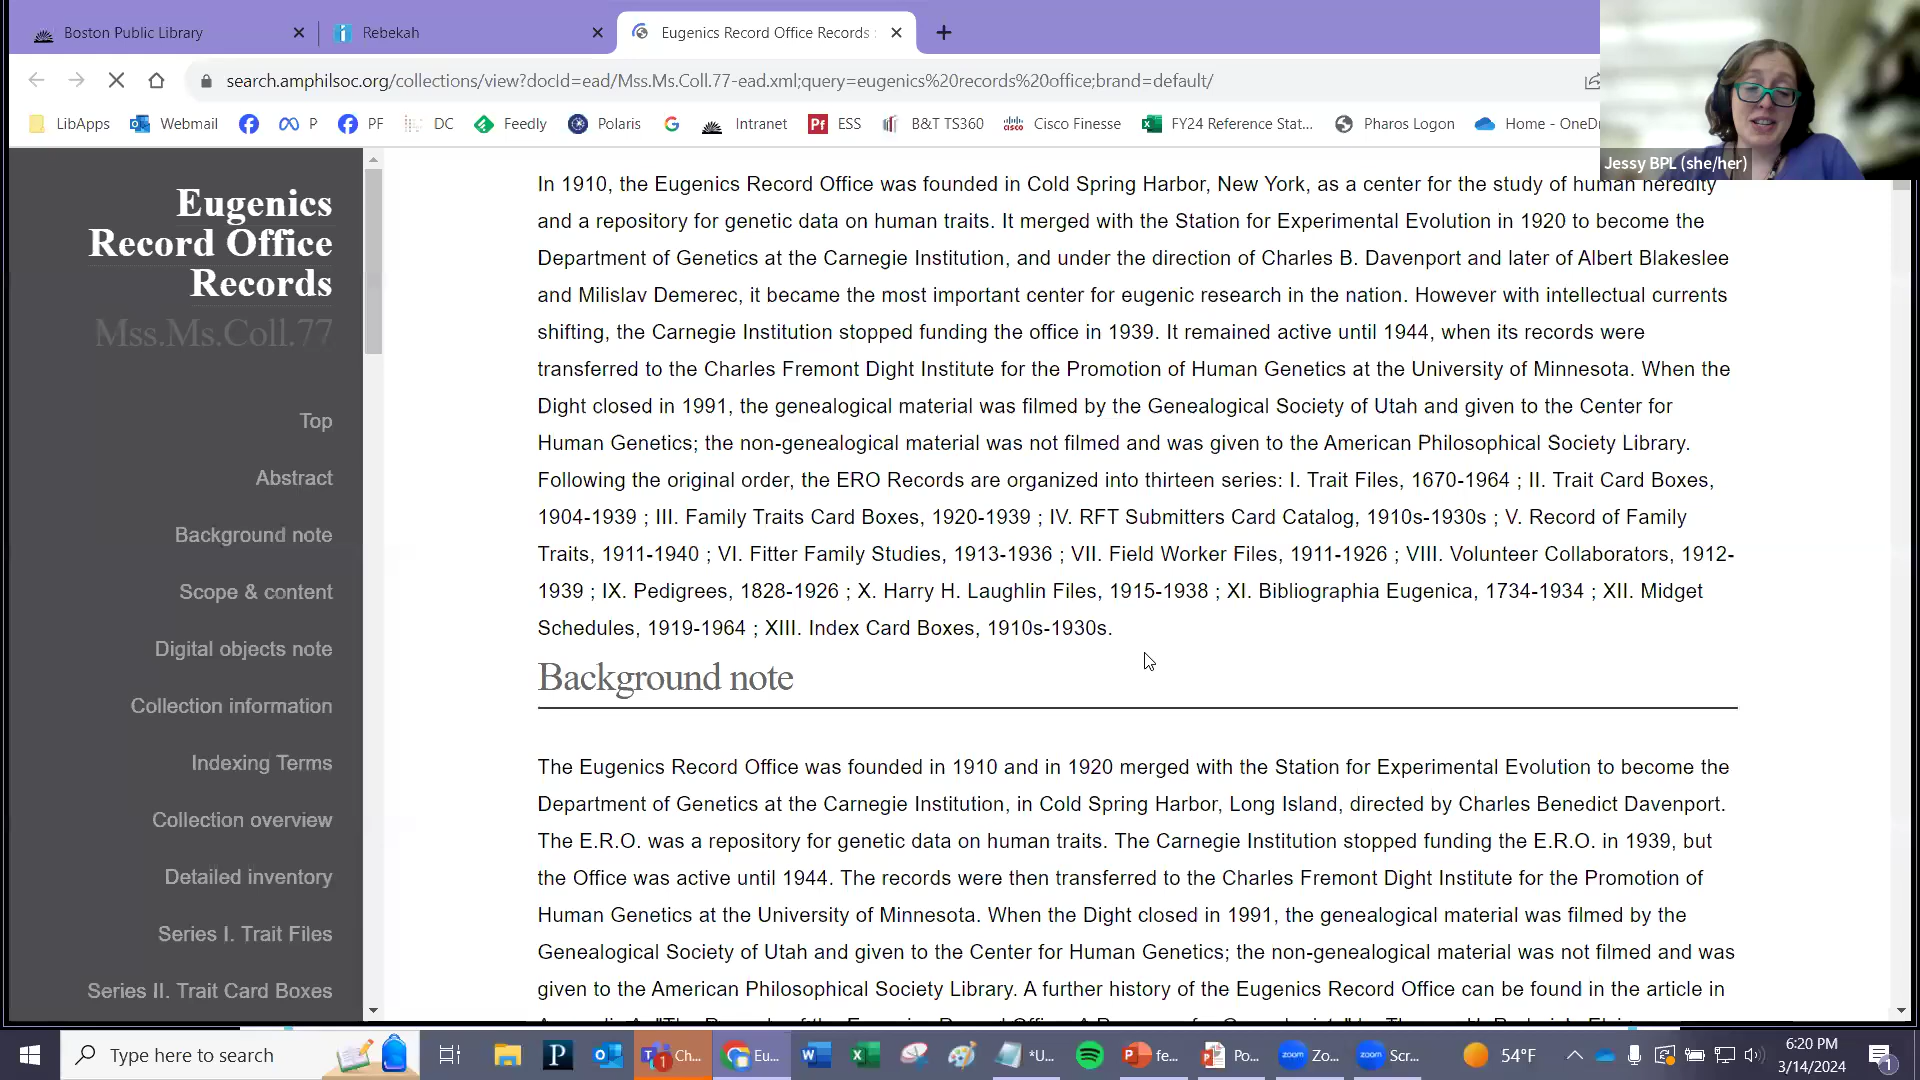 Boston Public Library
Rebekah
Eugenics Record Office Records :
search.amphilsoc.org/collections/view?docId=ead/Mss.Ms.Coll.77-ead.xml;query=eugenics%20records%20office;brand=default/
LibApps Webmail P PF DC Feedly Polaris Intranet ESS B&T TS360 Cisco Finesse FY24 Reference Stat... Pharos Logon Home - OneDr
Jessy BPL (she/her)
Eugenics
Record Office
Records
Mss.Ms.Coll.77
Top
Abstract
Background note
Scope & content
Digital objects note
Collection information
Indexing Terms
Collection overview
Detailed inventory
Series I. Trait Files
Series II. Trait Card Boxes
In 1910, the Eugenics Record Office was founded in Cold Spring Harbor, New York, as a center for the study of human heredity
and a repository for genetic data on human traits. It merged with the Station for Experimental Evolution in 1920 to become the
Department of Genetics at the Carnegie Institution, and under the direction of Charles B. Davenport and later of Albert Blakeslee
and Milislav Demerec, it became the most important center for eugenic research in the nation. However with intellectual currents
shifting, the Carnegie Institution stopped funding the office in 1939. It remained active until 1944, when its records were
transferred to the Charles Fremont Dight Institute for the Promotion of Human Genetics at the University of Minnesota. When the
Dight closed in 1991, the genealogical material was filmed by the Genealogical Society of Utah and given to the Center for
Human Genetics; the non-genealogical material was not filmed and was given to the American Philosophical Society Library.
Following the original order, the ERO Records are organized into thirteen series: I. Trait Files, 1670-1964 ; II. Trait Card Boxes,
1904-1939 ; III. Family Traits Card Boxes, 1920-1939 ; IV. RFT Submitters Card Catalog, 1910s-1930s ; V. Record of Family
Traits, 1911-1940 ; VI. Fitter Family Studies, 1913-1936 ; VII. Field Worker Files, 1911-1926 ; VIII. Volunteer Collaborators, 1912-
1939 ; IX. Pedigrees, 1828-1926 ; X. Harry H. Laughlin Files, 1915-1938 ; XI. Bibliographia Eugenica, 1734-1934 ; XII. Midget
Schedules, 1919-1964 ; XIII. Index Card Boxes, 1910s-1930s.
Background note
The Eugenics Record Office was founded in 1910 and in 1920 merged with the Station for Experimental Evolution to become the
Department of Genetics at the Carnegie Institution, in Cold Spring Harbor, Long Island, directed by Charles Benedict Davenport.
The E.R.O. was a repository for genetic data on human traits. The Carnegie Institution stopped funding the E.R.O. in 1939, but
the Office was active until 1944. The records were then transferred to the Charles Fremont Dight Institute for the Promotion of
Human Genetics at the University of Minnesota. When the Dight closed in 1991, the genealogical material was filmed by the
Genealogical Society of Utah and given to the Center for Human Genetics; the non-genealogical material was not filmed and was
given to the American Philosophical Society Library. A further history of the Eugenics Record Office can be found in the article in
Type here to search
Ch... Eu... *U... fe... Po... Zo... Scr...
54°F
6:20 PM
3/14/2024
1